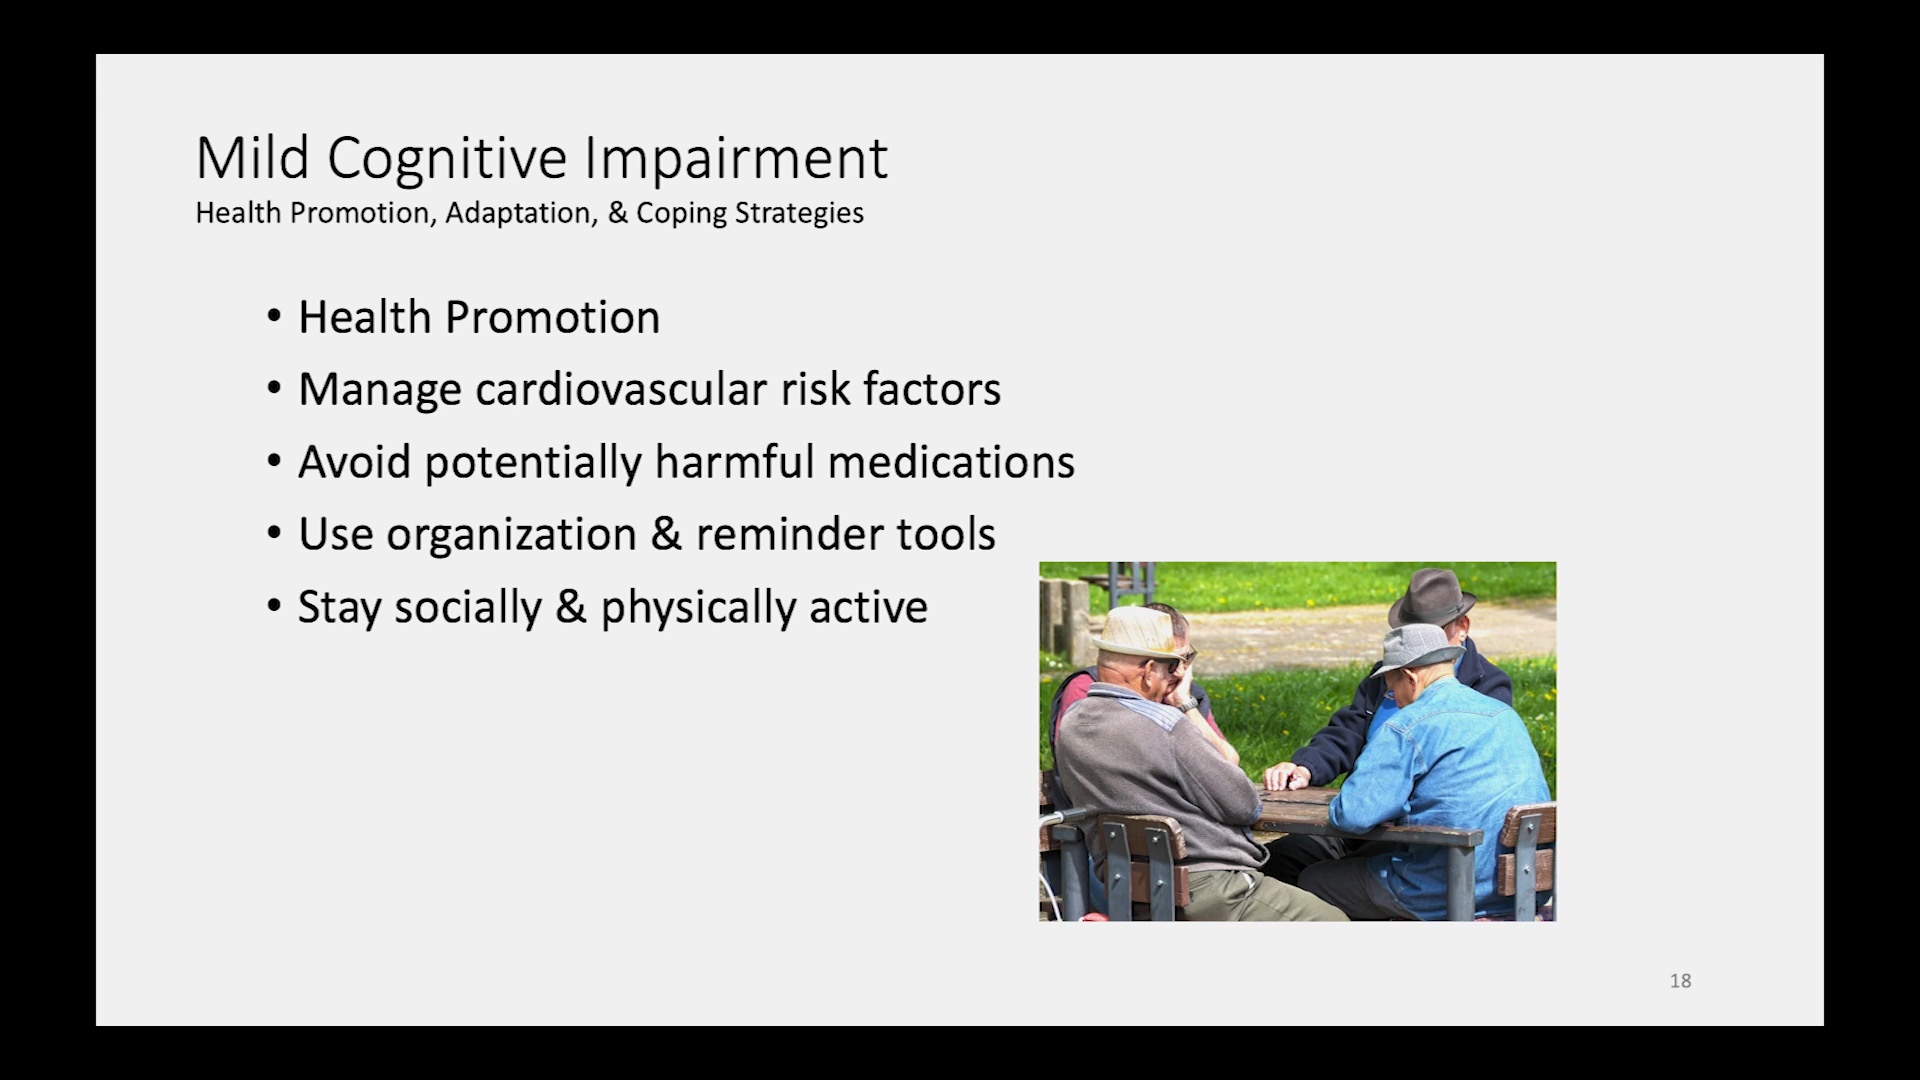 Mild Cognitive Impairment
Health Promotion, Adaptation, & Coping Strategies
• Health Promotion
• Manage cardiovascular risk factors
• Avoid potentially harmful medications
• Use organization & reminder tools
• Stay socially & physically active
18